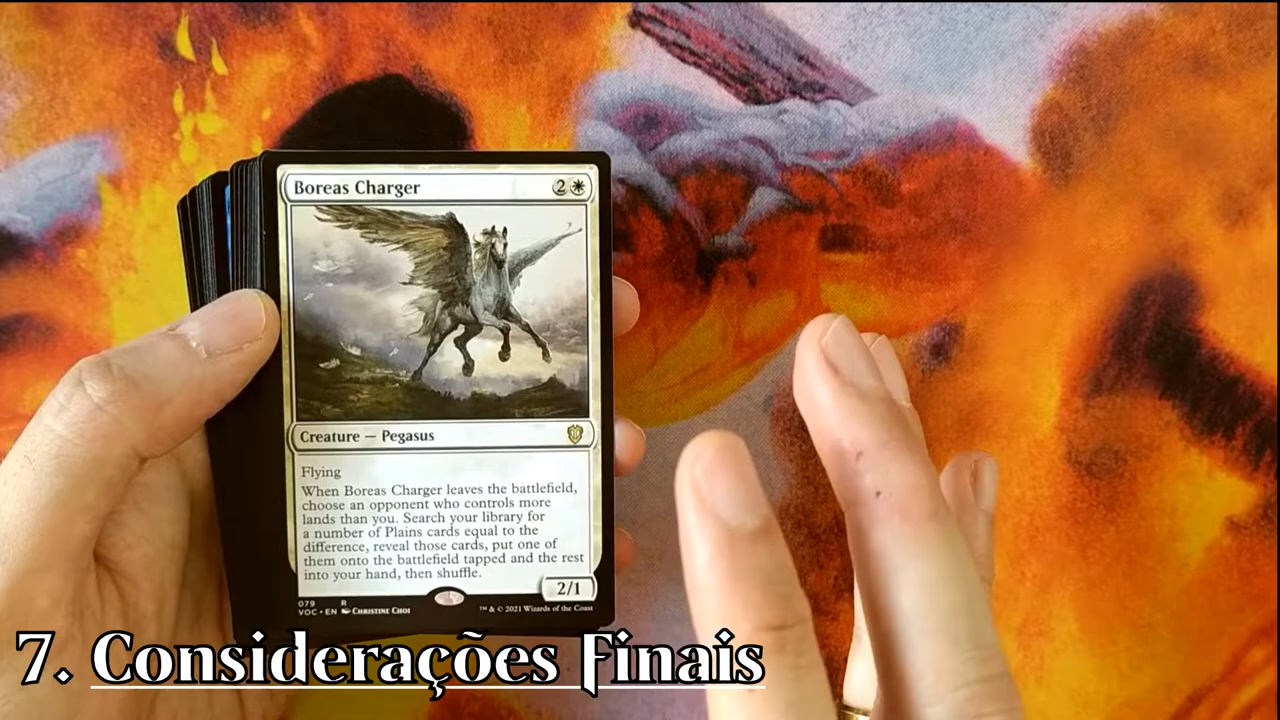 Boreas Charger 2
Creature — Pegasus
Flying
When Boreas Charger leaves the battlefield,
choose an opponent who controls more
lands than you. Search your library for
a number of Plains cards equal to the
difference, reveal those cards, put one of
them onto the battlefield tapped and the rest
into your hand, then shuffle.
2/1
079 R
VOC • EN Christine Choi ™ & © 2021 Wizards of the Coast
7. Considerações Finais